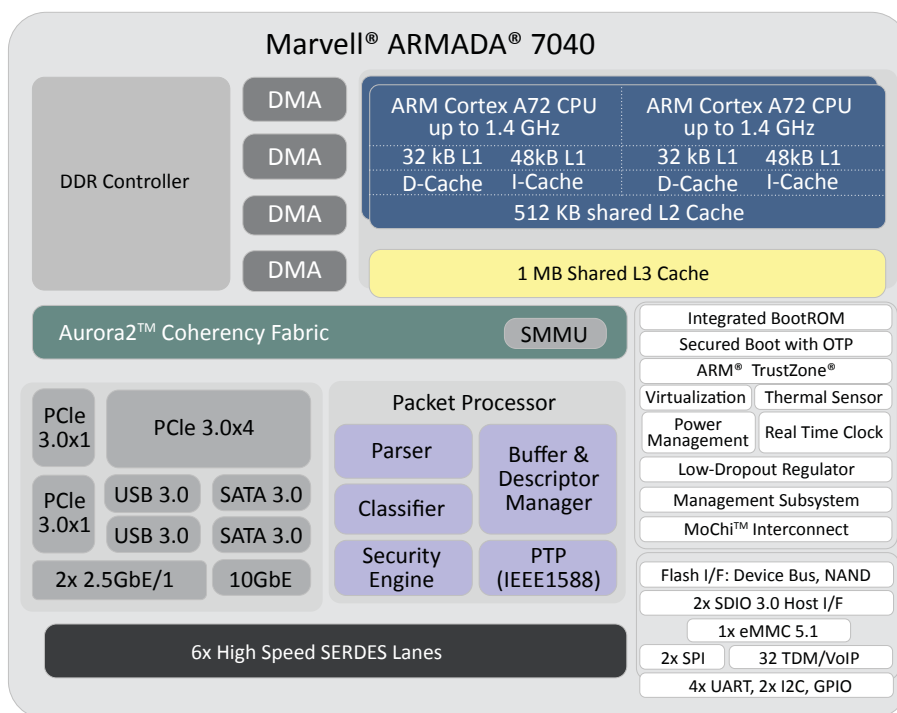 Marvell® ARMADA® 7040
DDR Controller
DMA
DMA
DMA
DMA
ARM Cortex A72 CPU
up to 1.4 GHz
32 kB L1 48kB L1
D-Cache I-Cache
ARM Cortex A72 CPU
up to 1.4 GHz
32 kB L1 48kB L1
D-Cache I-Cache
512 KB shared L2 Cache
1 MB Shared L3 Cache
Aurora2™ Coherency Fabric
SMMU
PCIe
3.0x1
PCIe 3.0x4
PCIe
3.0x1
USB 3.0
SATA 3.0
USB 3.0
SATA 3.0
2x 2.5GbE/1
10GbE
Packet Processor
Parser
Classifier
Security
Engine
Buffer &
Descriptor
Manager
PTP
(IEEE1588)
6x High Speed SERDES Lanes
Integrated BootROM
Secured Boot with OTP
ARM® TrustZone®
Virtualization
Thermal Sensor
Power
Management
Real Time Clock
Low-Dropout Regulator
Management Subsystem
MoChi™ Interconnect
Flash I/F: Device Bus, NAND
2x SDIO 3.0 Host I/F
1x eMMC 5.1
2x SPI
32 TDM/VoIP
4x UART, 2x I2C, GPIO